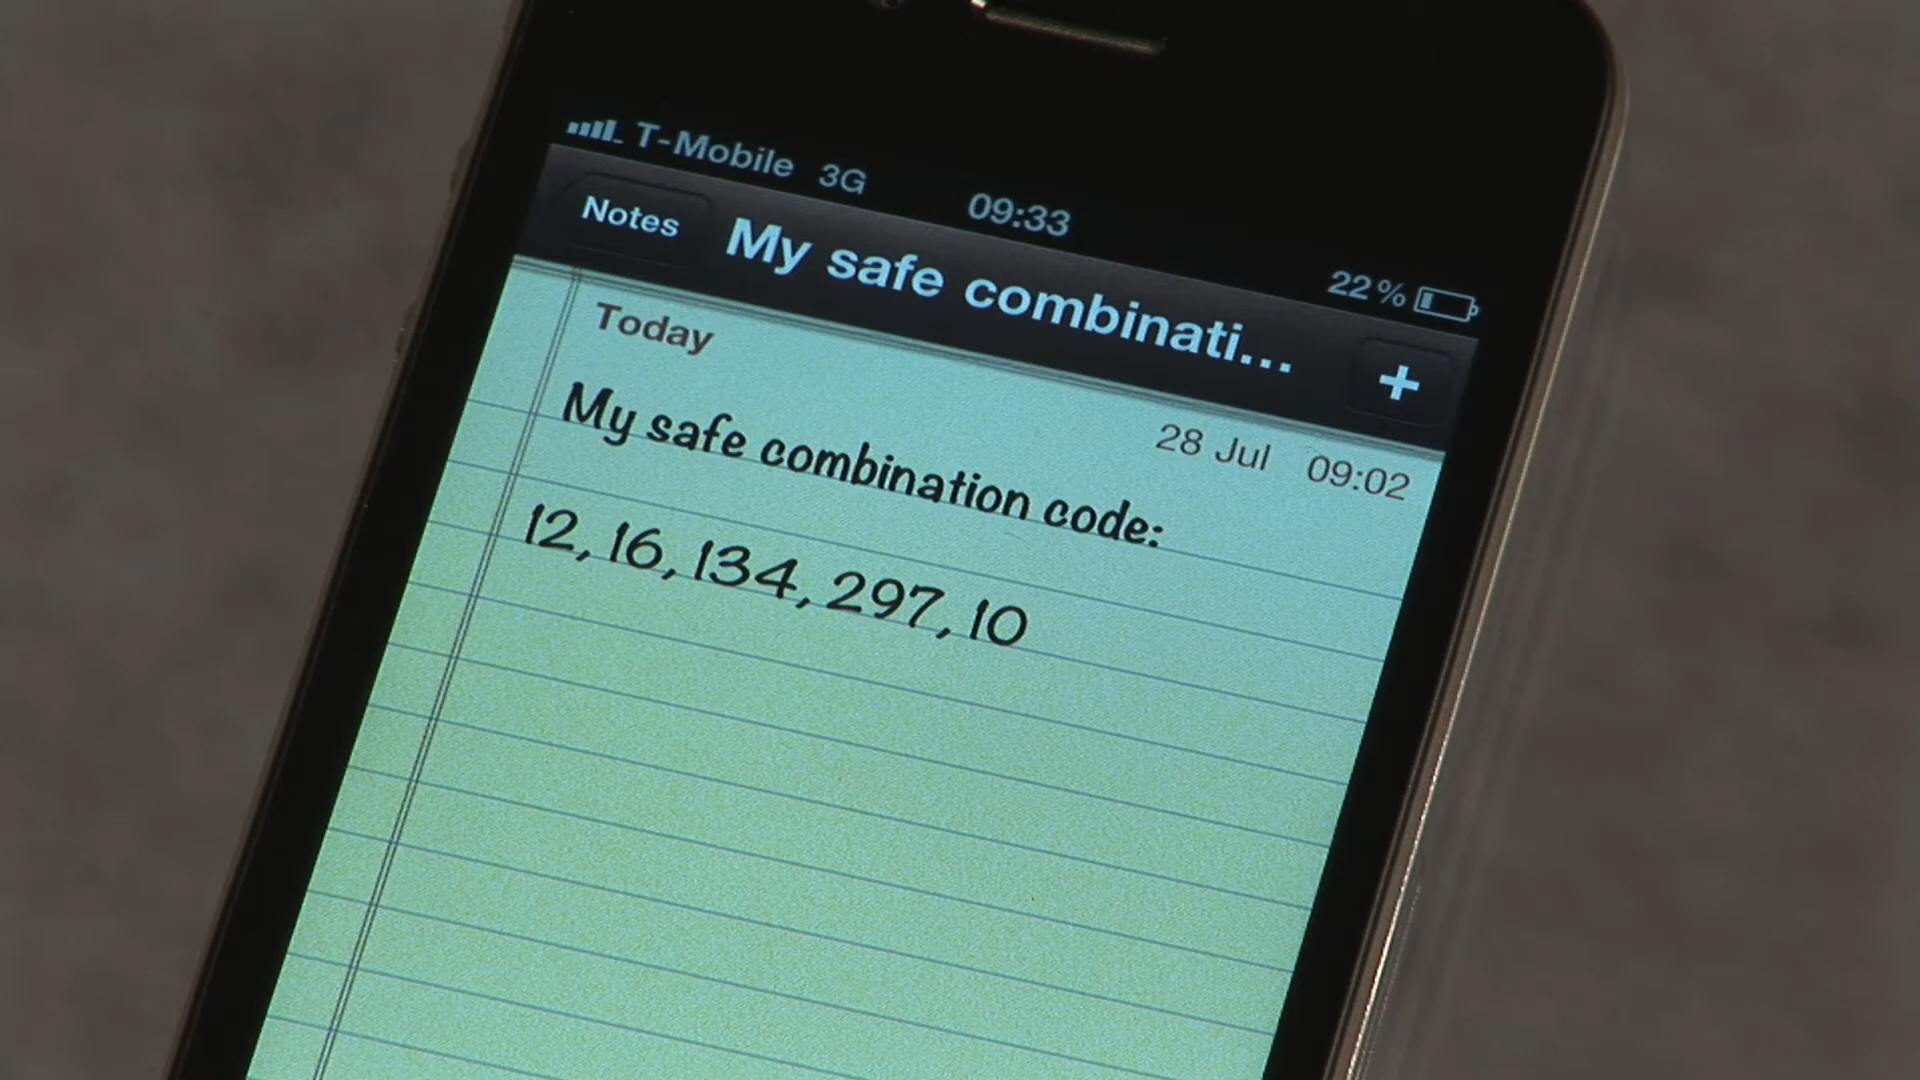 T-Mobile 3G 09:33 22%
Notes My safe combinati... +
Today 28 Jul 09:02
My safe combination code:
12, 16, 134, 297, 10